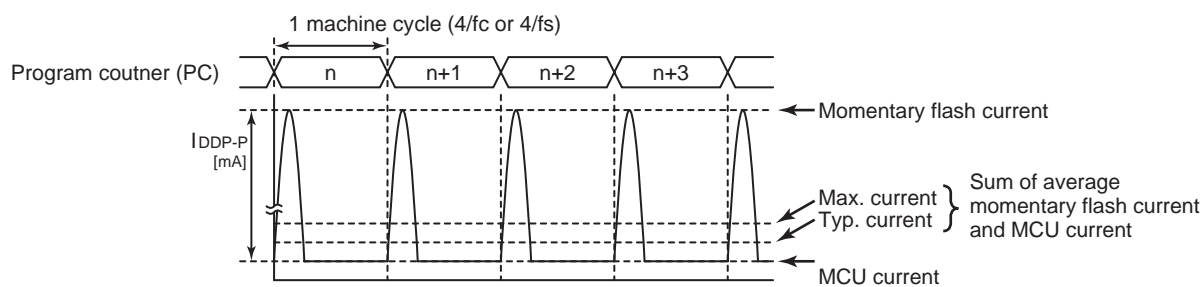 1 machine cycle (4/fc or 4/fs)
Program coutner (PC)
n
n+1
n+2
n+3
Momentary flash current
IDDP-P
[mA]
Max. current
Typ. current
Sum of average
momentary flash current
and MCU current
MCU current